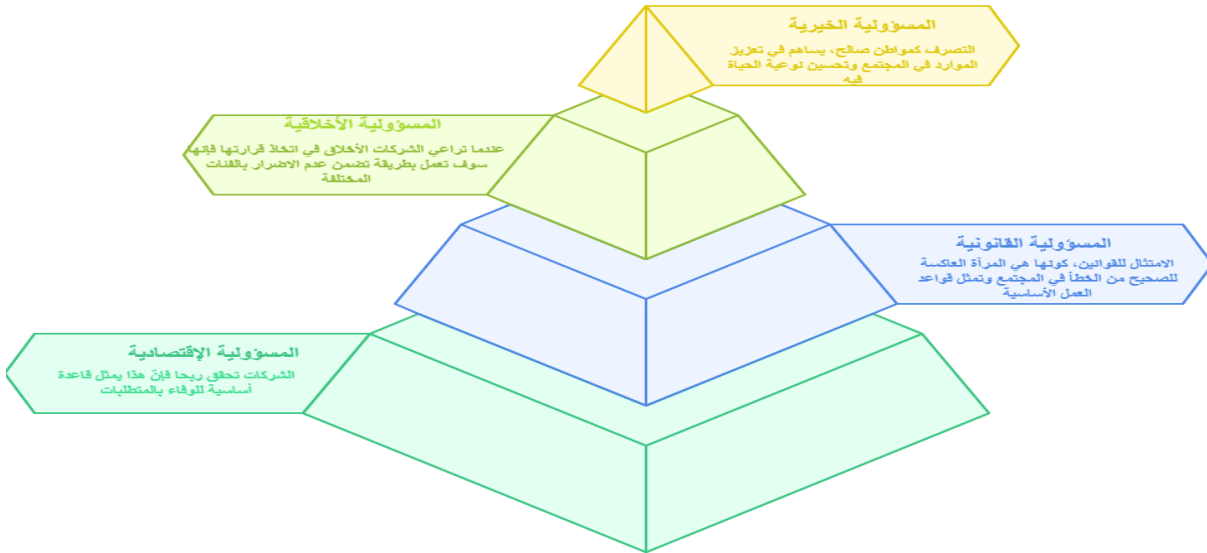 المسؤولية الخيرية
التصرف كمواطن صالح، يساهم في تعزيز
الموارد في المجتمع وتحسين نوعية الحياة
فيه
المسؤولية الأخلاقية
عندما تراعي الشركات الأخلاق في اتخاذ قرارتها فإنها
سوف تعمل بطريقة تضمن عدم الاضرار بالفئات
المختلفة
المسؤولية القانونية
الامتثال للقوانين، كونها هي المرآة العاكسة
للصحيح من الخطأ في المجتمع وتمثل قواعد
العمل الأساسية
المسؤولية الإقتصادية
الشركات تحقق ربحا فإنّ هذا يمثل قاعدة
أساسية للوفاء بالمتطلبات